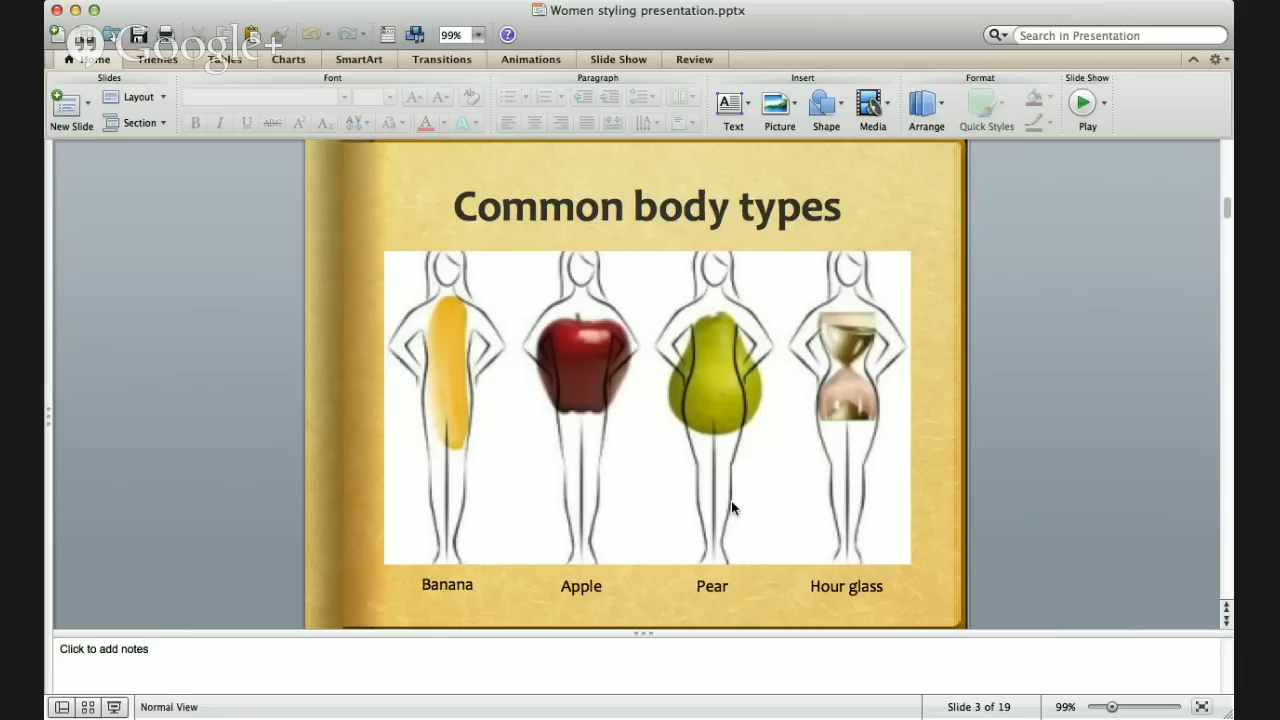 Women styling presentation.pptx
Google+
99%
Search in Presentation
Home
Themes
Tables
Charts
SmartArt
Transitions
Animations
Slide Show
Review
Slides
Font
Paragraph
Insert
Format
Slide Show
New Slide
Layout
Section
B I U ABC A² A₂
Text
Picture
Shape
Media
Arrange
Quick Styles
Play
Common body types
Banana
Apple
Pear
Hour glass
Click to add notes
Normal View
Slide 3 of 19
99%